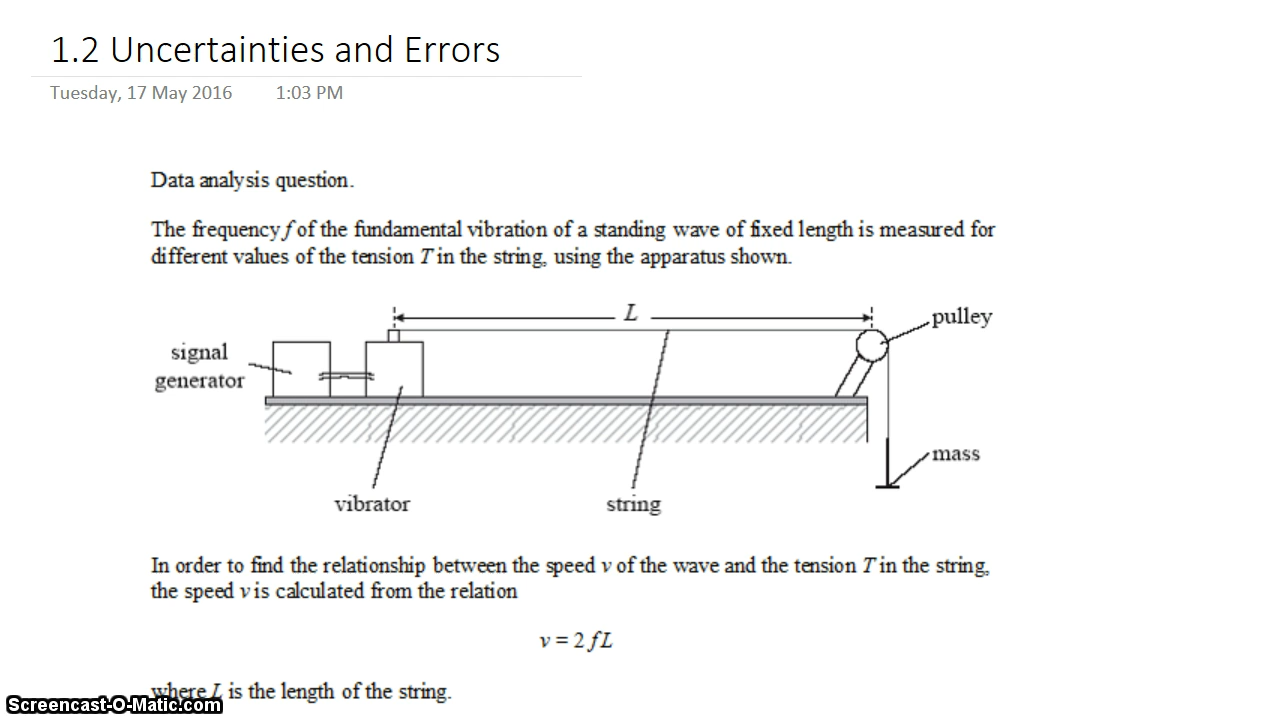 1.2 Uncertainties and Errors
Tuesday, 17 May 2016 1:03 PM
Data analysis question.
The frequency f of the fundamental vibration of a standing wave of fixed length is measured for
different values of the tension T in the string, using the apparatus shown.
L
pulley
signal
generator
mass
vibrator
string
In order to find the relationship between the speed v of the wave and the tension T in the string,
the speed v is calculated from the relation
v = 2 fL
where L is the length of the string.
Screencast-O-Matic.com